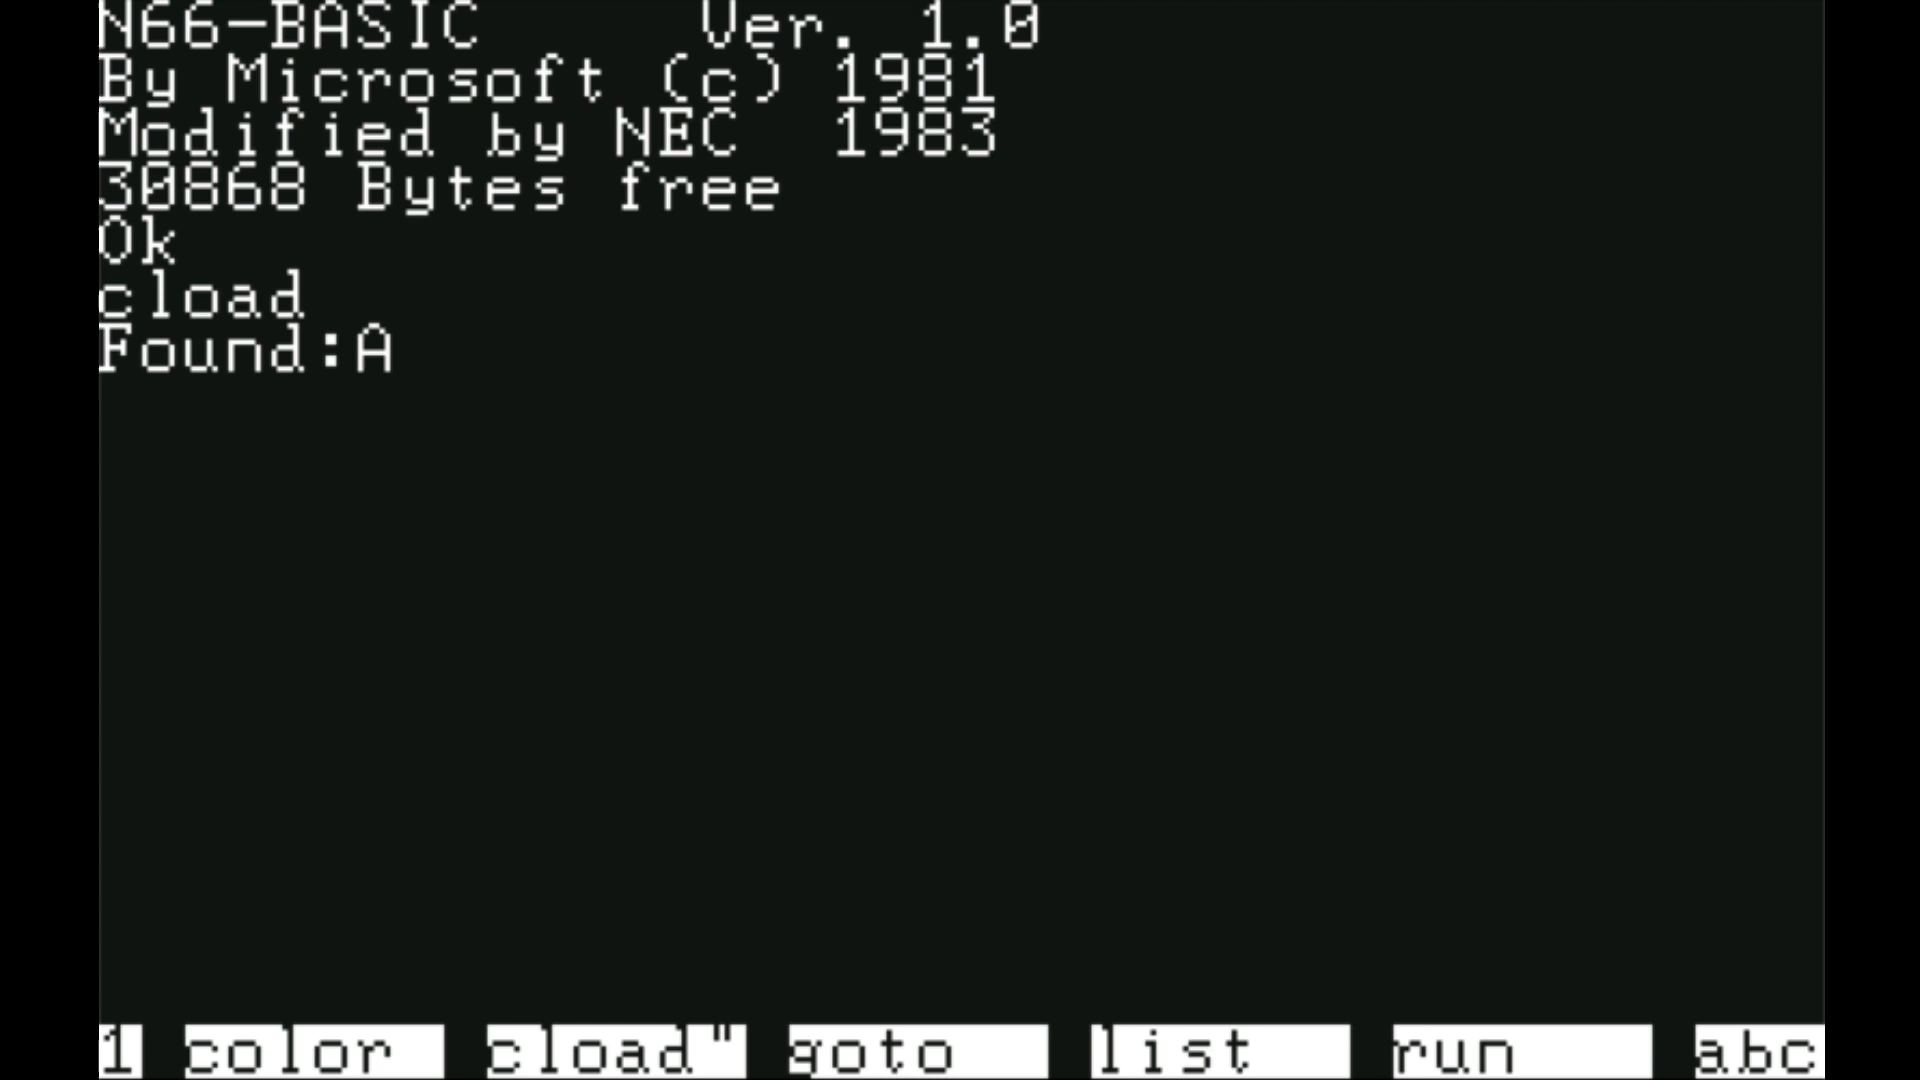 N66-BASIC     Ver. 1.0
By Microsoft (c) 1981
Modified by NEC  1983
30868 Bytes free
Ok
cload
Found:A
1 color cload" goto list run abc